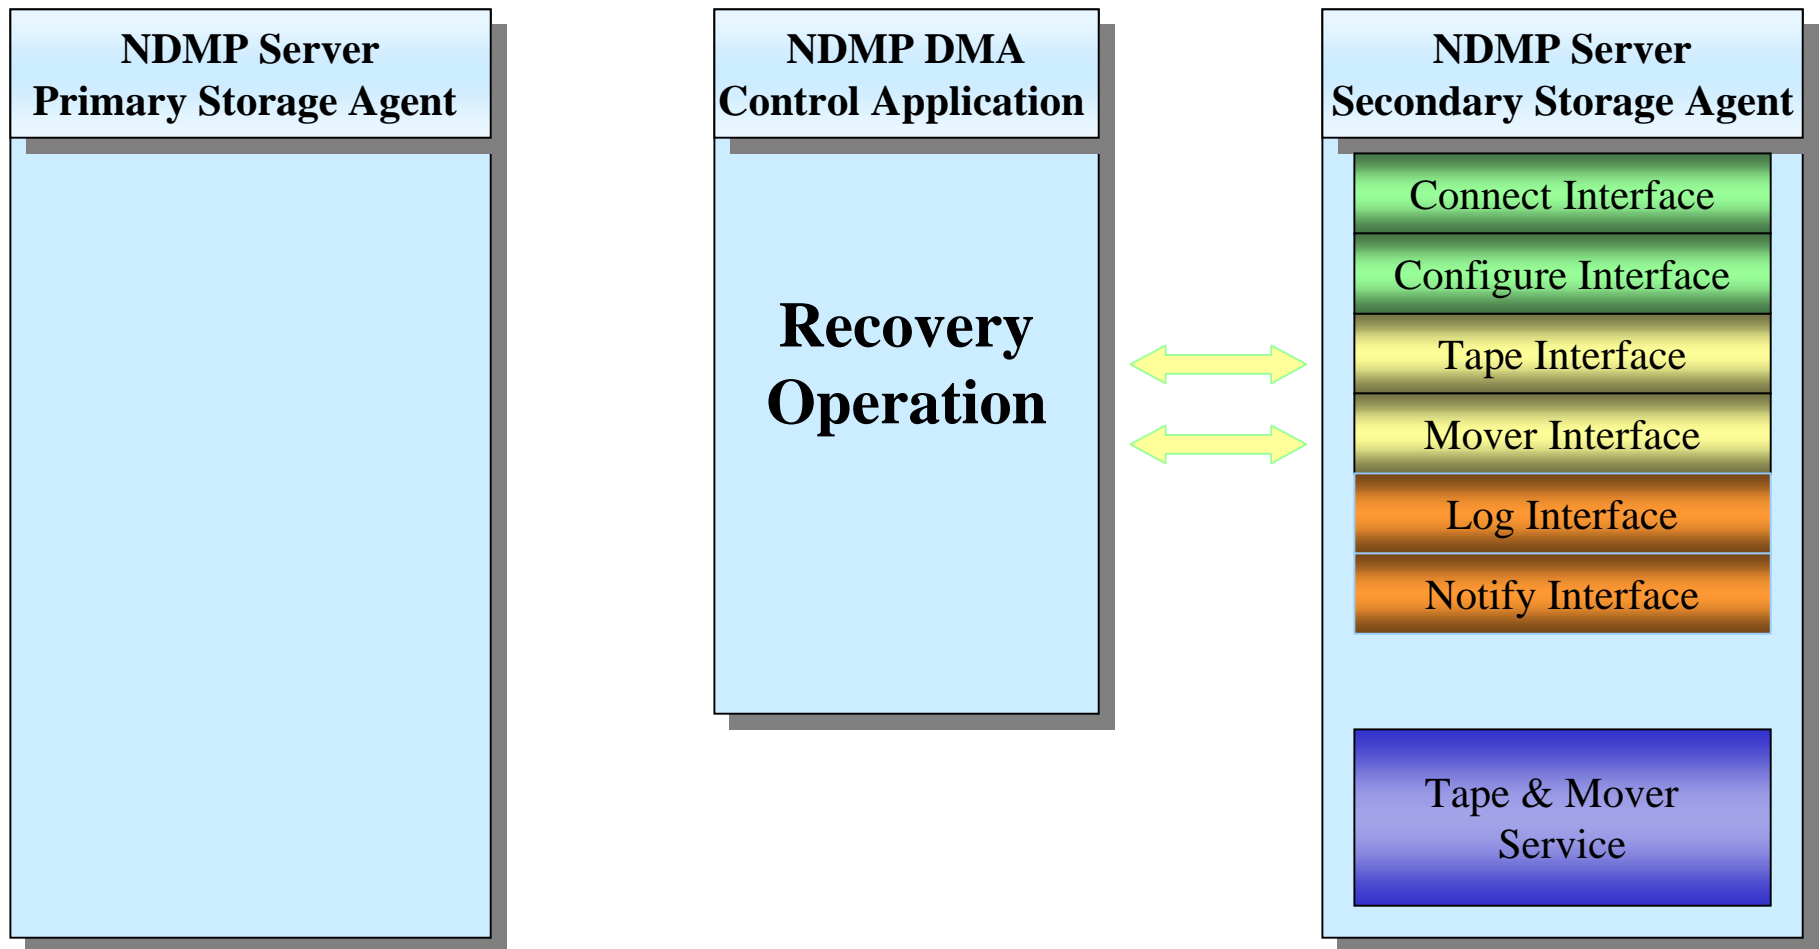 NDMP Server
Primary Storage Agent
NDMP DMA
Control Application
Recovery
Operation
NDMP Server
Secondary Storage Agent
Connect Interface
Configure Interface
Tape Interface
Mover Interface
Log Interface
Notify Interface
Tape & Mover
Service